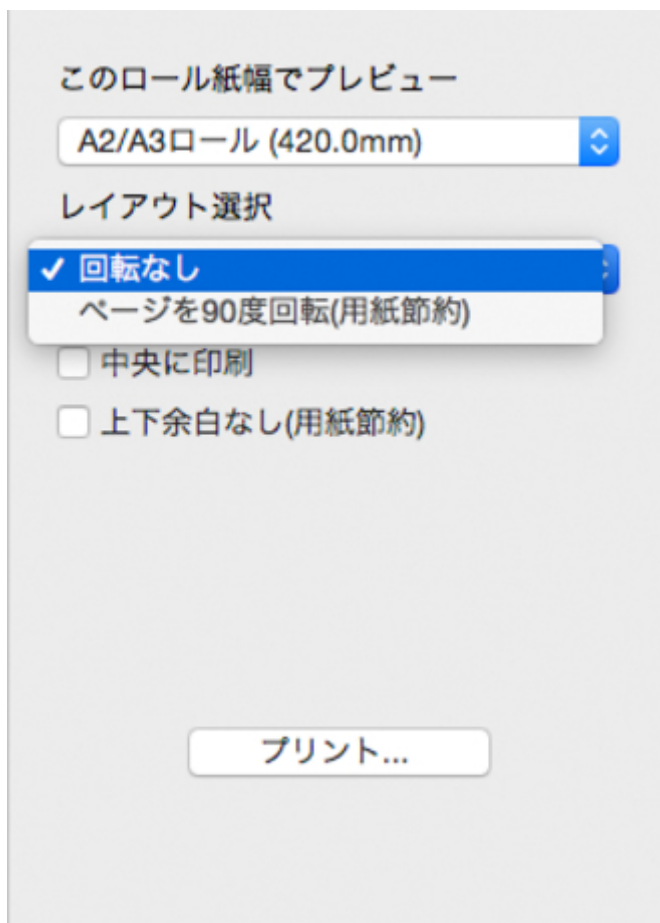 このロール紙幅でプレビュー
A2/A3ロール (420.0mm)
レイアウト選択
✓ 回転なし
ページを90度回転(用紙節約)
中央に印刷
上下余白なし(用紙節約)
プリント...